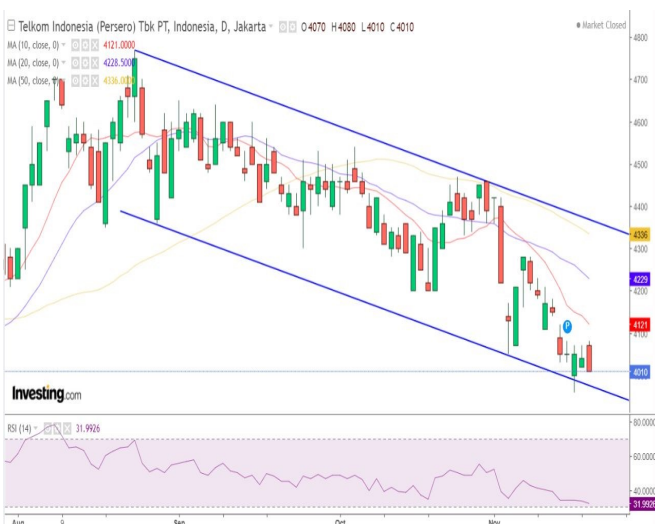 Telkom Indonesia (Persero) Tbk PT, Indonesia, D, Jakarta O4070 H4080 L4010 C4010
Market Closed
MA (10, close, 0) 4121.0000
MA (20, close, 0) 4228.5000
MA (50, close, 0) 4336.0000
4800
4700
4600
4500
4400
4336
4300
4229
4200
4121
4100
4010
P
Investing.com
RSI (14) 31.9926
80.0000
60.0000
40.0000
31.9926
Aug 9 Sep Oct Nov